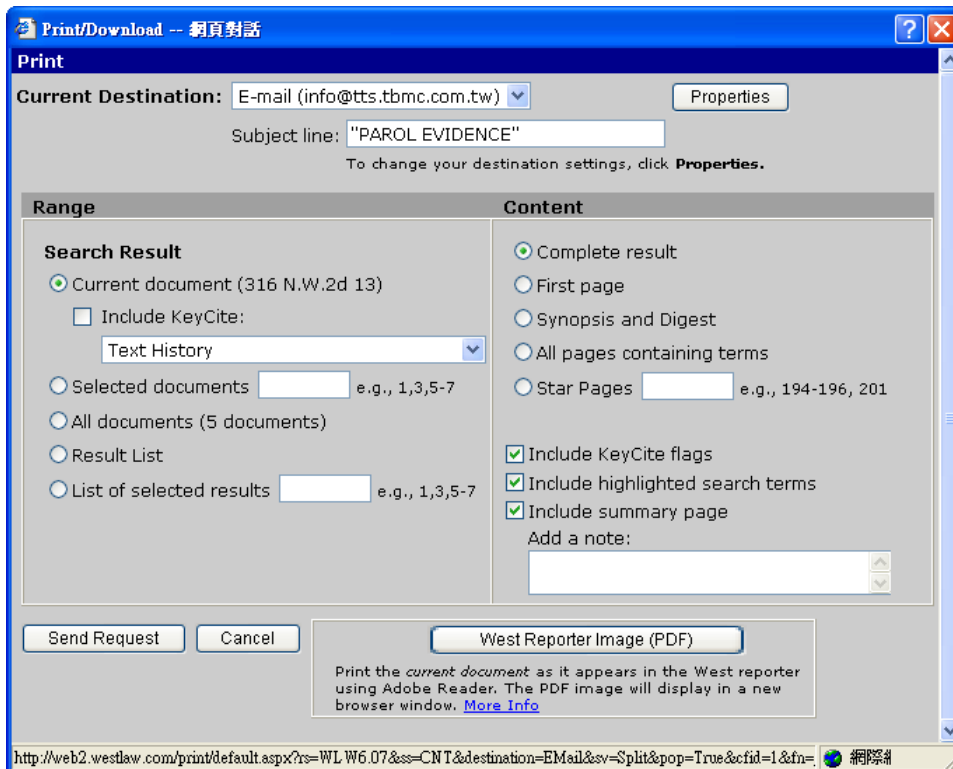 Print/Download -- 網頁對話
Print
Current Destination: E-mail (info@tts.tbmc.com.tw) Properties
Subject line: "PAROL EVIDENCE"
To change your destination settings, click Properties.
Range Content
Search Result
Current document (316 N.W.2d 13)
Include KeyCite:
Text History
Selected documents e.g., 1,3,5-7
All documents (5 documents)
Result List
List of selected results e.g., 1,3,5-7
Complete result
First page
Synopsis and Digest
All pages containing terms
Star Pages e.g., 194-196, 201
Include KeyCite flags
Include highlighted search terms
Include summary page
Add a note:
Send Request Cancel West Reporter Image (PDF)
Print the current document as it appears in the West reporter
using Adobe Reader. The PDF image will display in a new
browser window. More Info
http://web2.westlaw.com/print/default.aspx?rs=WLW6.07&ss=CNT&destination=EMail&sv=Split&pop=True&cfid=1&fn= 網際